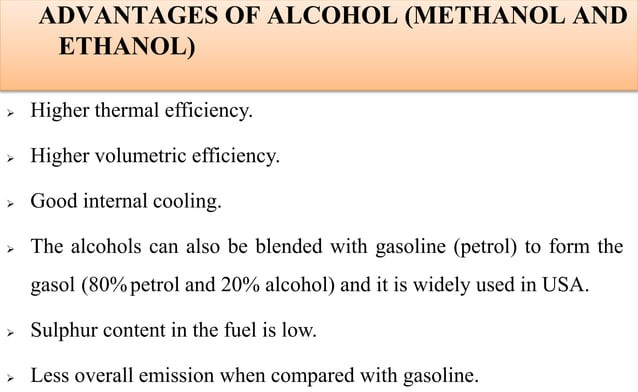 ADVANTAGES OF ALCOHOL (METHANOL AND
ETHANOL)
➢ Higher thermal efficiency.
➢ Higher volumetric efficiency.
➢ Good internal cooling.
➢ The alcohols can also be blended with gasoline (petrol) to form the
gasol (80% petrol and 20% alcohol) and it is widely used in USA.
➢ Sulphur content in the fuel is low.
➢ Less overall emission when compared with gasoline.